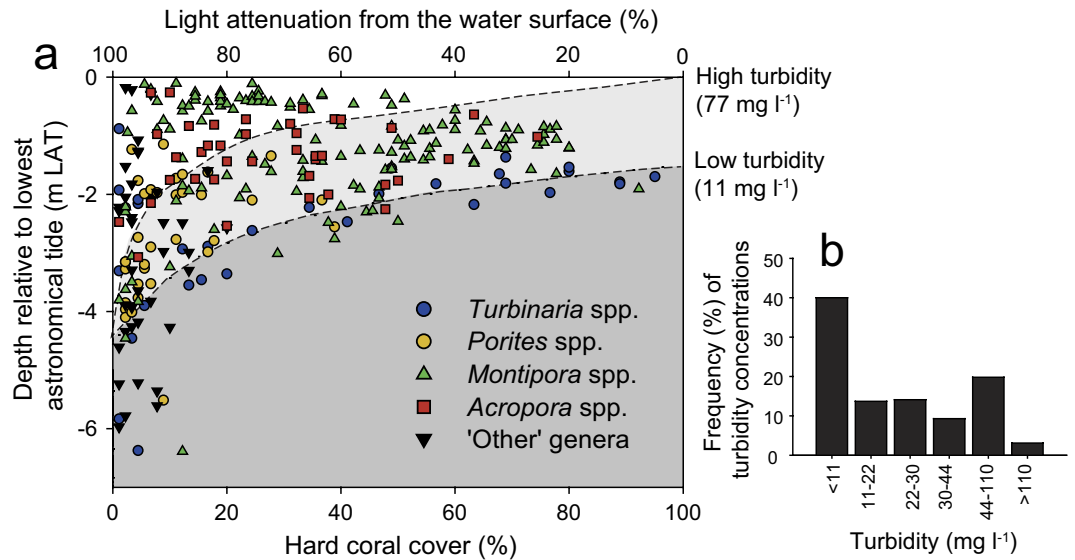 Light attenuation from the water surface (%)
a
100 80 60 40 20 0
Depth relative to lowest
astronomical tide (m LAT)
0
-2
-4
-6
High turbidity
(77 mg l-1)
Low turbidity
(11 mg l-1)
Turbinaria spp.
Porites spp.
Montipora spp.
Acropora spp.
'Other' genera
0 20 40 60 80 100
Hard coral cover (%)
b
Frequency (%) of
turbidity concentrations
50
40
30
20
10
0
<11
11-22
22-30
30-44
44-110
>110
Turbidity (mg l-1)